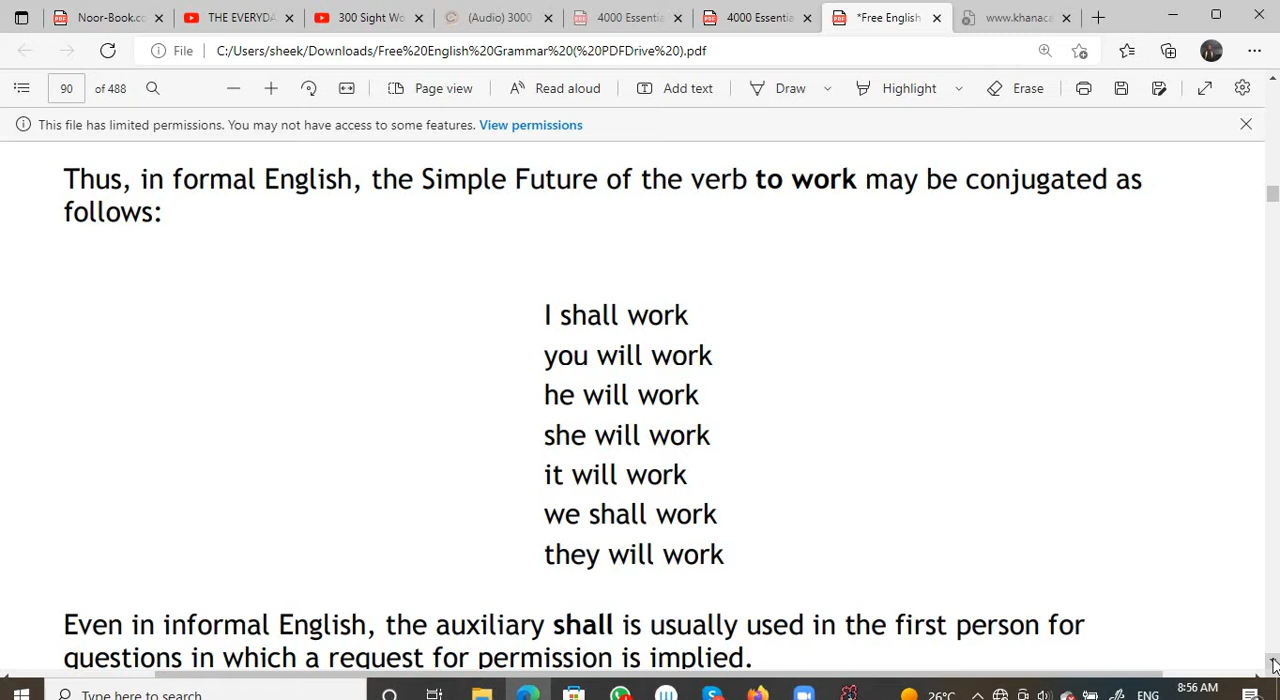 Noor-Book.cc
THE EVERYDA
300 Sight Wo
(Audio) 3000
4000 Essentia
4000 Essentia
*Free English
www.khanaca
File
C:/Users/sheek/Downloads/Free%20English%20Grammar%20(%20PDFDrive%20).pdf
90 of 488
Page view
Read aloud
Add text
Draw
Highlight
Erase
This file has limited permissions. You may not have access to some features. View permissions
Thus, in formal English, the Simple Future of the verb to work may be conjugated as
follows:
I shall work
you will work
he will work
she will work
it will work
we shall work
they will work
Even in informal English, the auxiliary shall is usually used in the first person for
questions in which a request for permission is implied.
Type here to search
26°C
ENG
8:56 AM